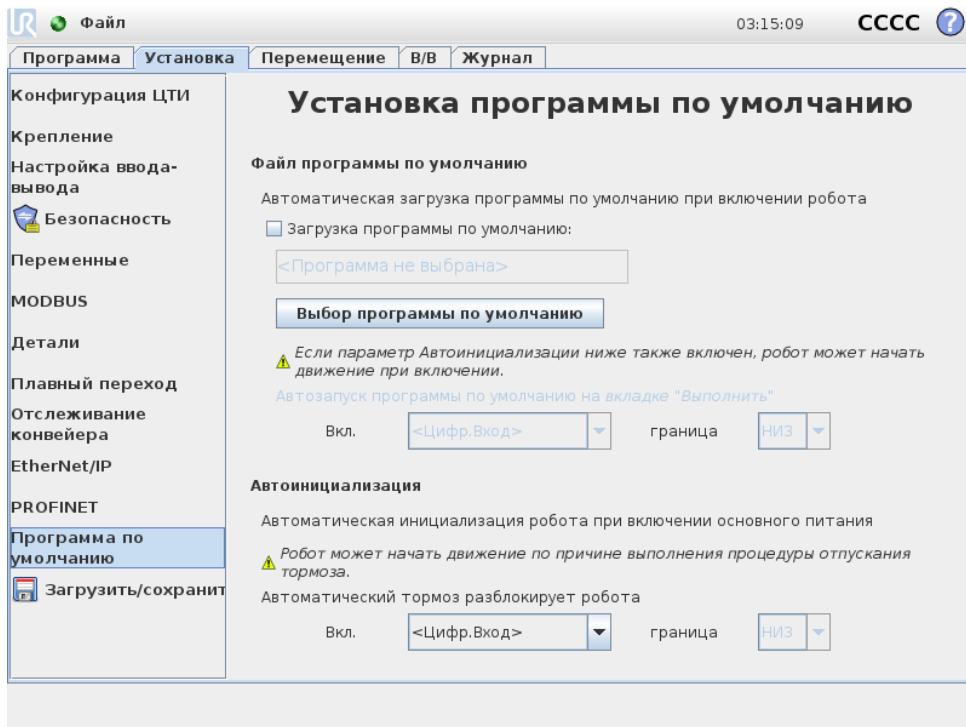 UR
Файл
03:15:09
CCCC
?
Программа
Установка
Перемещение
В/В
Журнал
Конфигурация ЦТИ
Крепление
Настройка ввода-
вывода
Безопасность
Переменные
MODBUS
Детали
Плавный переход
Отслеживание
конвейера
EtherNet/IP
PROFINET
Программа по
умолчанию
Загрузить/сохранит
Установка программы по умолчанию
Файл программы по умолчанию
Автоматическая загрузка программы по умолчанию при включении робота
Загрузка программы по умолчанию:
<Программа не выбрана>
Выбор программы по умолчанию
Если параметр Автоинициализации ниже также включен, робот может начать
движение при включении.
Автозапуск программы по умолчанию на вкладке "Выполнить"
Вкл. <Цифр.Вход> граница НИЗ
Автоинициализация
Автоматическая инициализация робота при включении основного питания
Робот может начать движение по причине выполнения процедуры отпускания
тормоза.
Автоматический тормоз разблокирует робота
Вкл. <Цифр.Вход> граница НИЗ